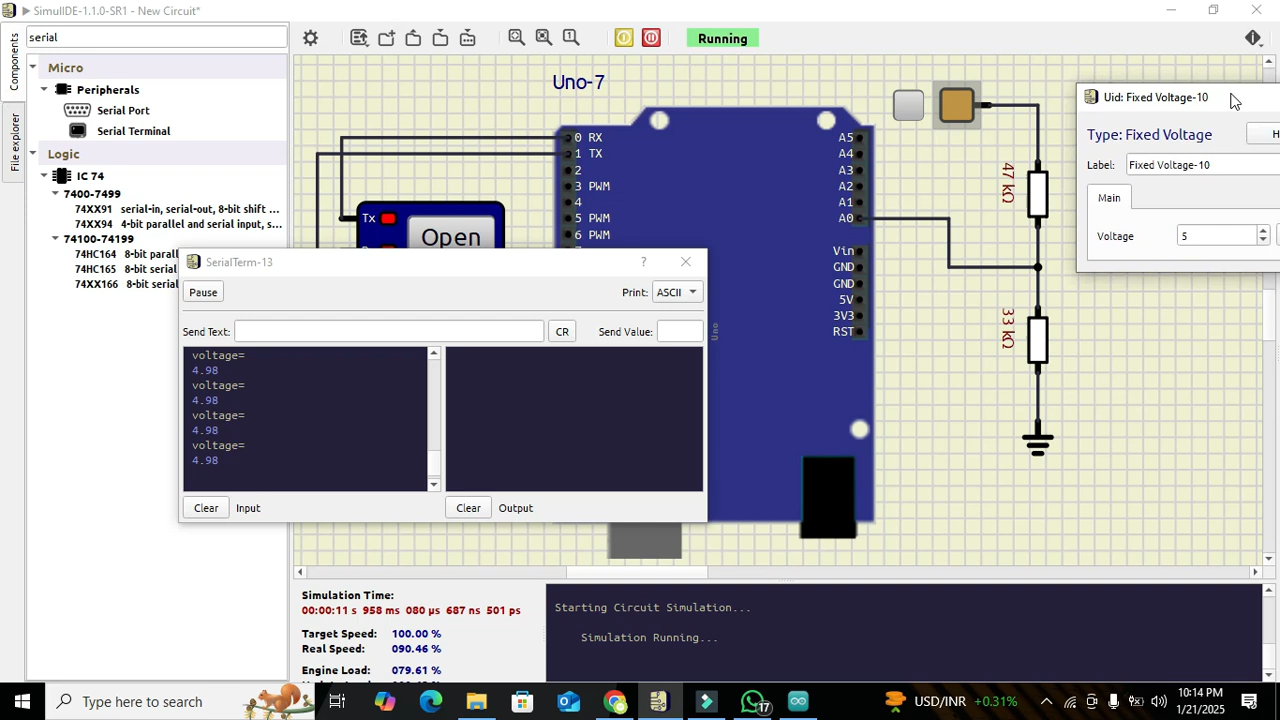 SimulIDE-1.1.0-SR1 - New Circuit*
Components
File explorer
serial
Micro
Peripherals
Serial Port
Serial Terminal
Logic
IC 74
7400-7499
74XX91 serial-in, serial-out, 8-bit shift ...
74XX94 4-bit parallel and serial input, s...
74100-74199
74HC164 8-bit parall
74HC165 8-bit serial
74XX166 8-bit serial
Running
Uno-7
0 RX
1 TX
2
3 PWM
4
5 PWM
6 PWM
A5
A4
A3
A2
A1
A0
Vin
GND
GND
5V
3V3
RST
Uno
Tx
Open
47 kΩ
33 kΩ
Uid: Fixed Voltage-10
Type: Fixed Voltage
H
Label: Fixed Voltage-10
Main
Voltage 5
SerialTerm-13
?
Pause
Print: ASCII
Send Text:
CR
Send Value:
voltage=
4.98
voltage=
4.98
voltage=
4.98
voltage=
4.98
Clear Input
Clear Output
Simulation Time:
00:00:11 s 958 ms 080 µs 687 ns 501 ps
Target Speed: 100.00 %
Real Speed: 090.46 %
Engine Load: 079.61 %
Starting Circuit Simulation...
Simulation Running...
Type here to search
17
USD/INR +0.31%
10:14 PM
1/21/2025